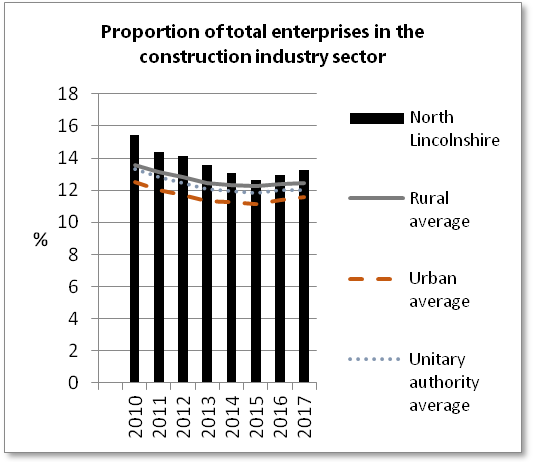 Proportion of total enterprises in the
construction industry sector
18
16
14
12
10
8
6
4
2
0
%
2010
2011
2012
2013
2014
2015
2016
2017
North
Lincolnshire
Rural
average
Urban
average
Unitary
authority
average